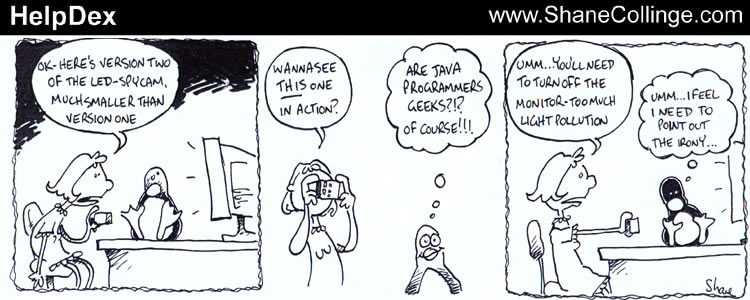 HelpDex
www.ShaneCollinge.com
OK-HERE'S VERSION TWO
OF THE LED-SPYCAM,
MUCH SMALLER THAN
VERSION ONE
WANNA SEE
THIS ONE
IN ACTION?
ARE JAVA
PROGRAMMERS
GEEKS?!?
OF COURSE!!!
UMM...YOU'LL NEED
TO TURN OFF THE
MONITOR-TOO MUCH
LIGHT POLLUTION
UMM...I FEEL
I NEED TO
POINT OUT
THE IRONY...
Shane